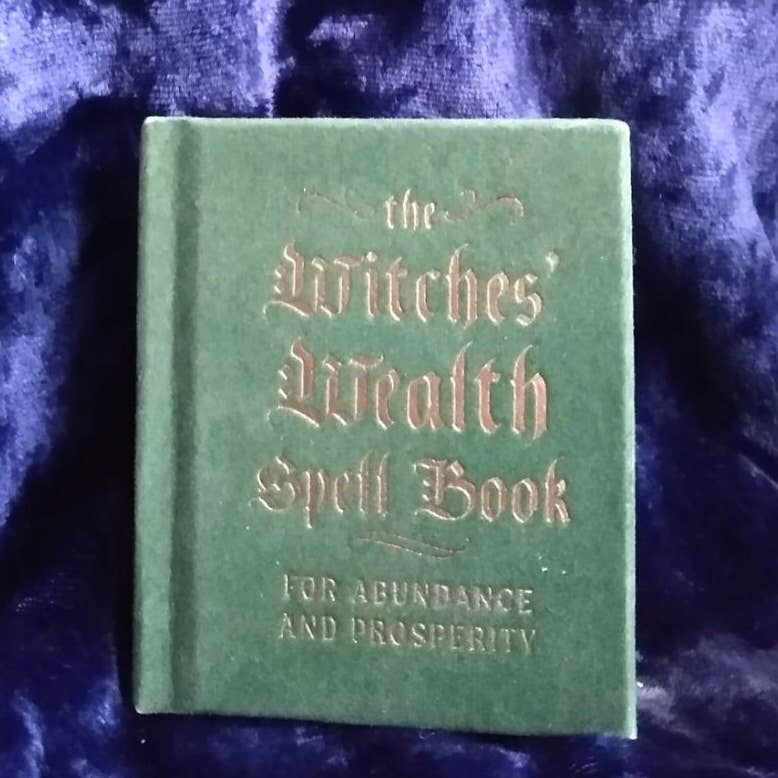 the
Witches'
Wealth
Spell Book
FOR ABUNDANCE
AND PROSPERITY